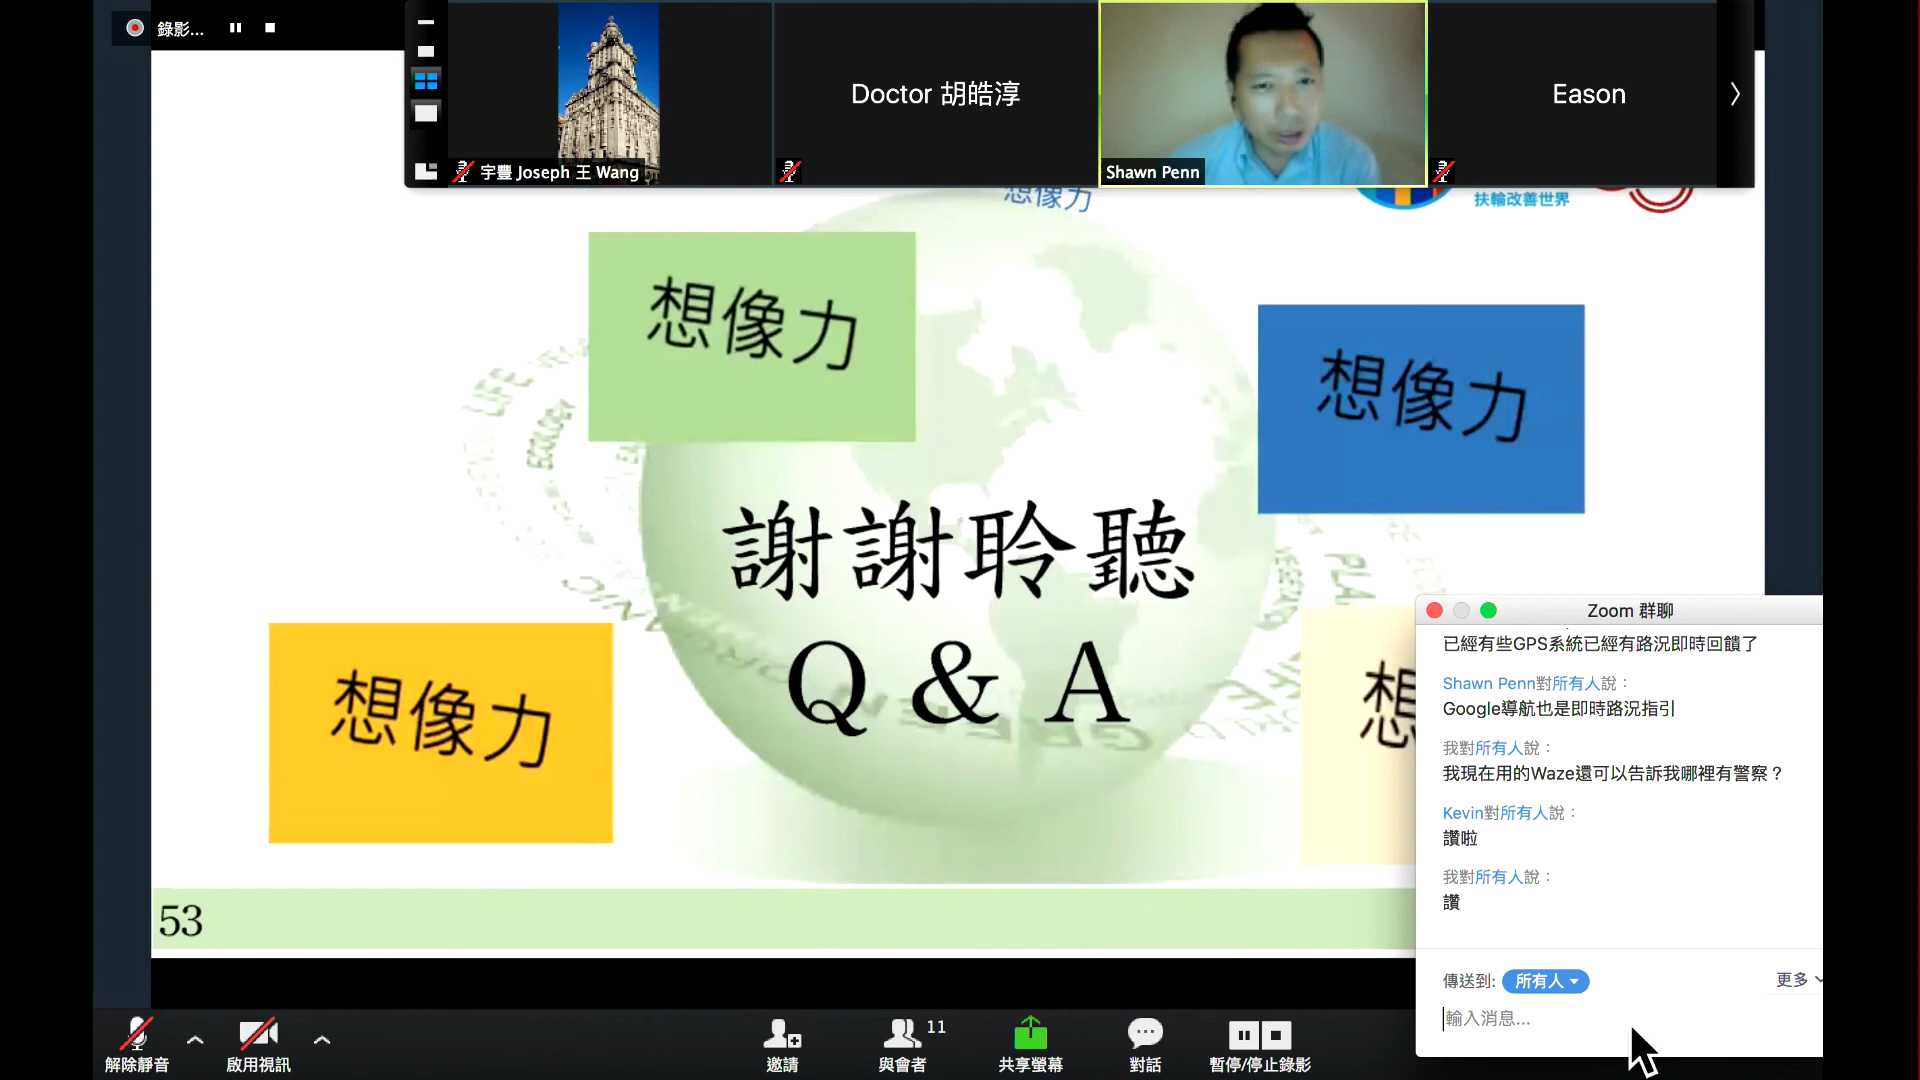 錄影...
Doctor 胡皓淳
Eason
宇豐 Joseph 王 Wang
Shawn Penn
想像力
扶輪改善世界
想像力
想像力
ECOLOGY
謝謝聆聽
Q & A
想像力
想
53
Zoom 群聊
已經有些GPS系統已經有路況即時回饋了
Shawn Penn對所有人說：
Google導航也是即時路況指引
我對所有人說：
我現在用的Waze還可以告訴我哪裡有警察？
Kevin對所有人說：
讚啦
我對所有人說：
讚
傳送到: 所有人
更多
輸入消息...
解除靜音
啟用視訊
邀請
11
與會者
共享螢幕
對話
暫停/停止錄影